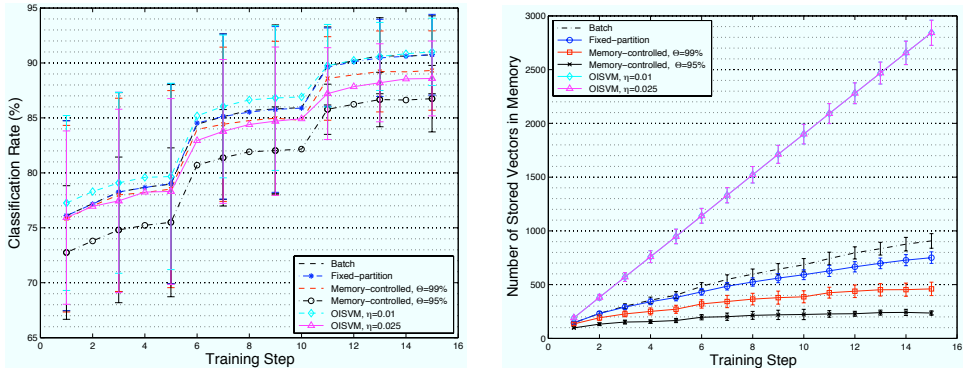 95
90
85
80
75
70
65
Classification Rate (%)
0 2 4 6 8 10 12 14 16
Training Step
Batch
Fixed-partition
Memory-controlled, Θ=99%
Memory-controlled, Θ=95%
OISVM, η=0.01
OISVM, η=0.025
3000
2500
2000
1500
1000
500
0
Number of Stored Vectors in Memory
0 2 4 6 8 10 12 14 16
Training Step
Batch
Fixed-partition
Memory-controlled, Θ=99%
Memory-controlled, Θ=95%
OISVM, η=0.01
OISVM, η=0.025